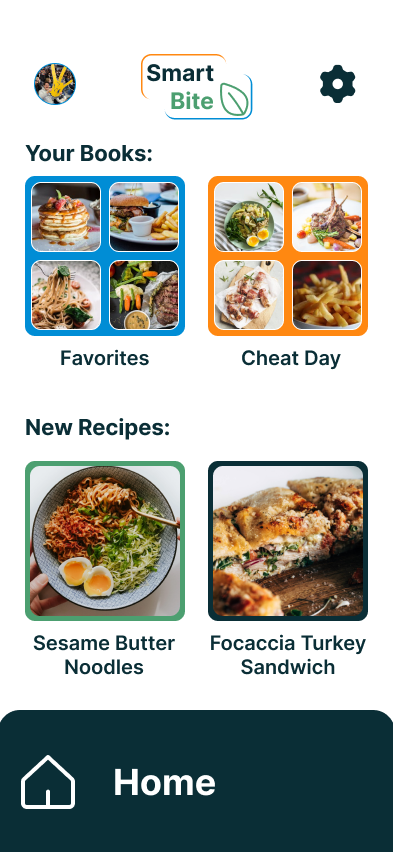 Smart
Bite
Your Books:
Favorites
Cheat Day
New Recipes:
Sesame Butter
Noodles
Focaccia Turkey
Sandwich
Home